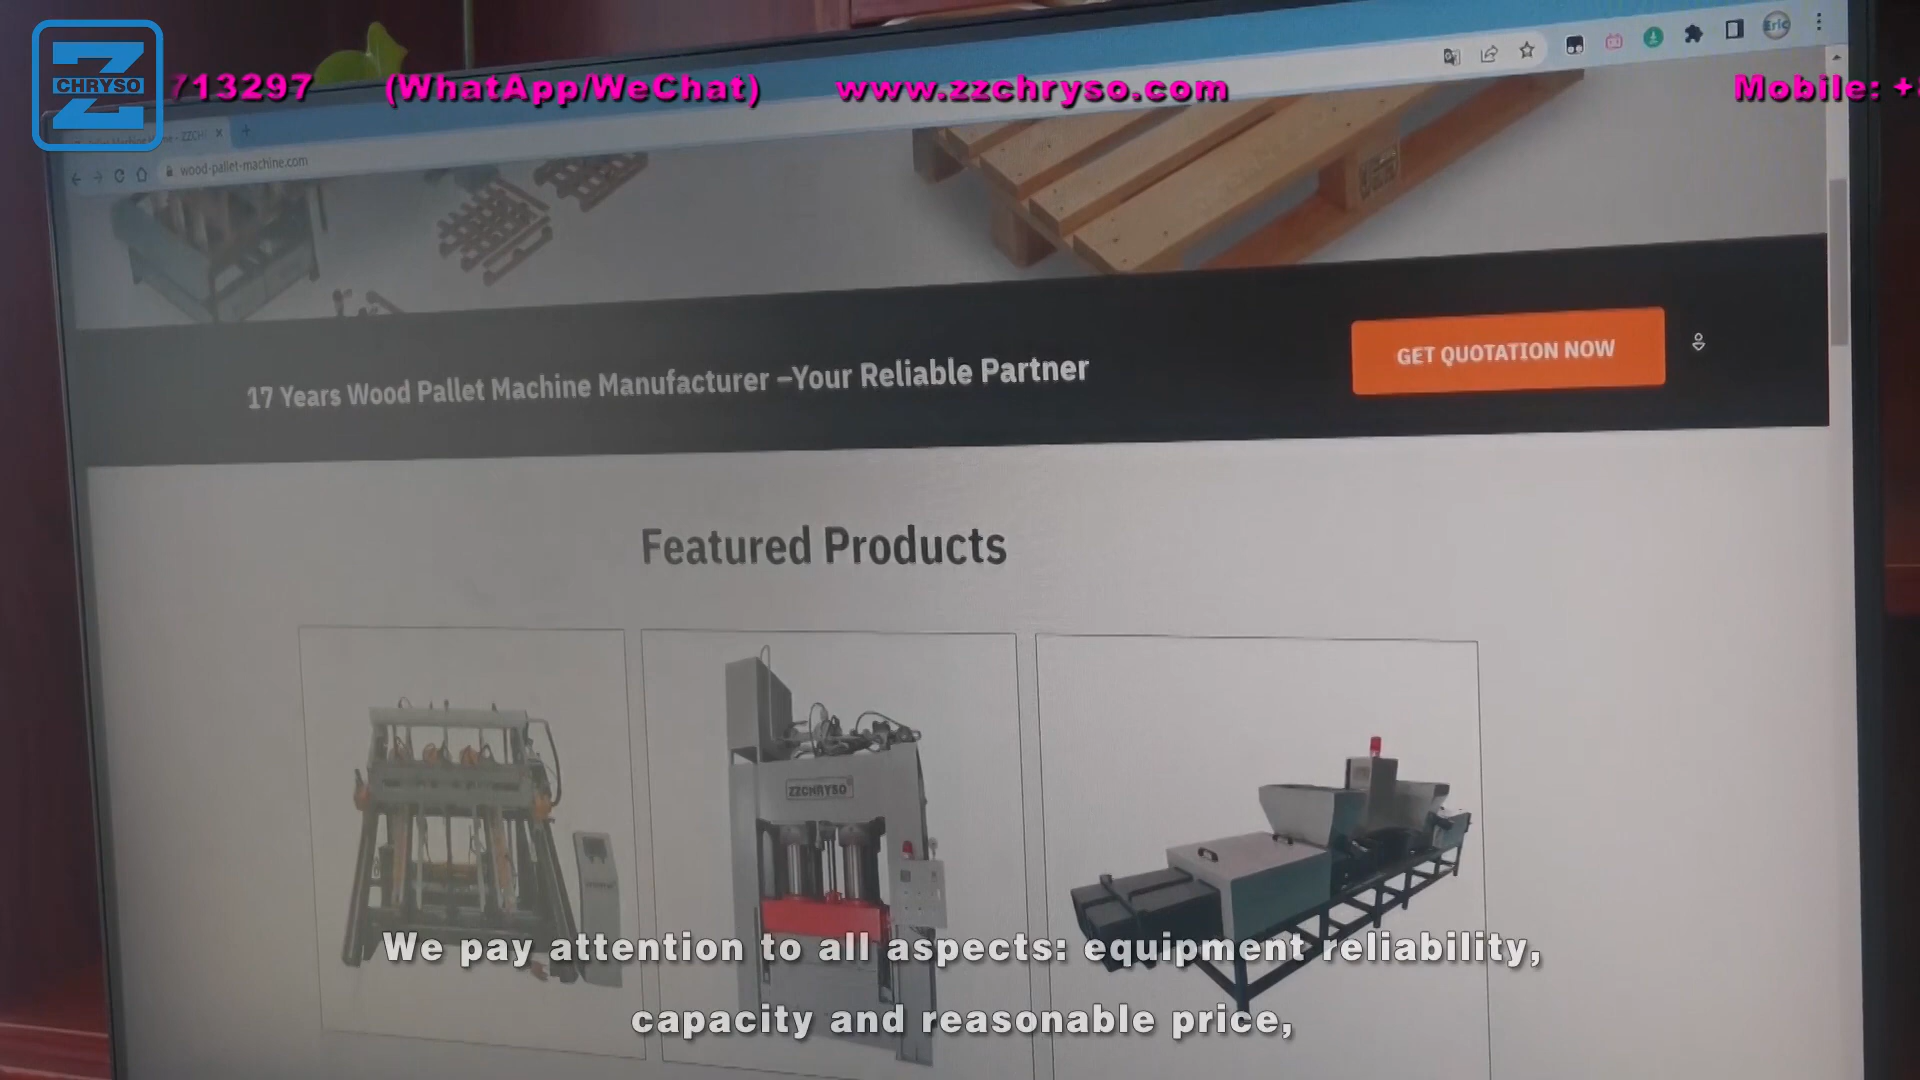 CHRYSO
713297 (WhatApp/WeChat) www.zzchryso.com Mobile: +
wood-pallet-machine.com
Eric
17 Years Wood Pallet Machine Manufacturer –Your Reliable Partner
GET QUOTATION NOW
Featured Products
ZZCHRYSO
We pay attention to all aspects: equipment reliability,
capacity and reasonable price,